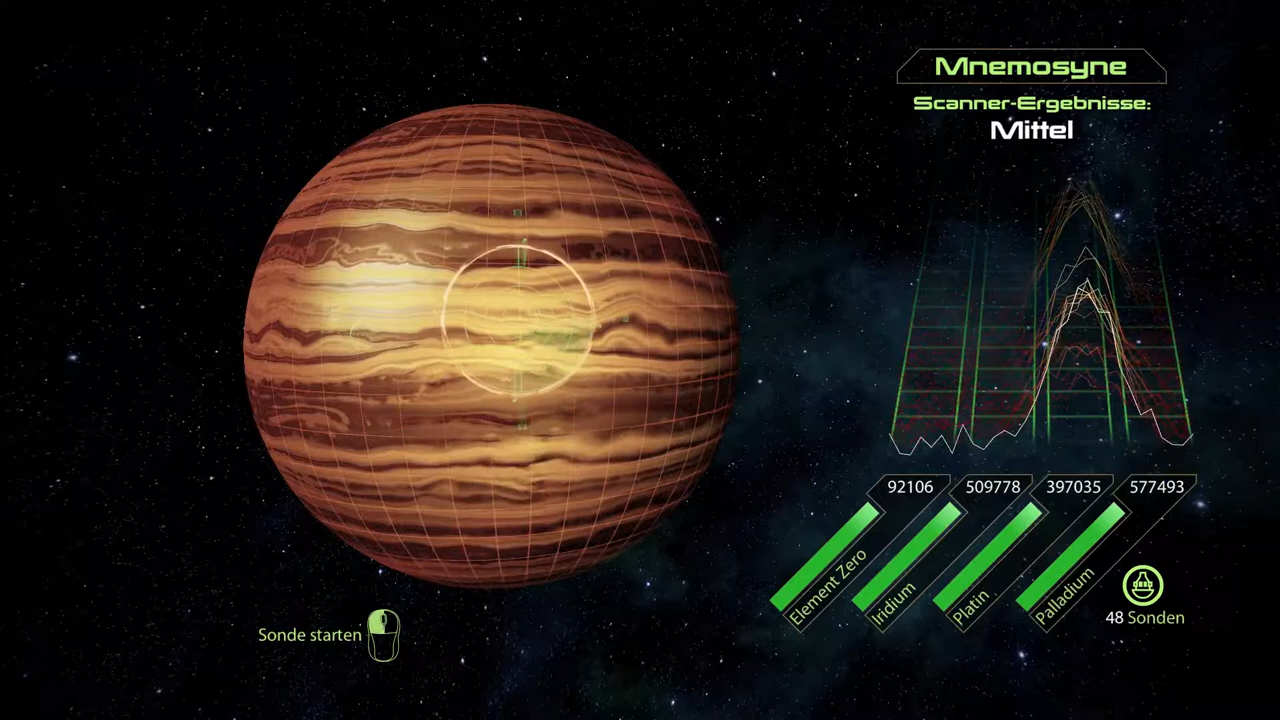 Mnemosyne
Scanner-Ergebnisse:
Mittel
92106
509778
397035
577493
Element Zero
Iridium
Platin
Palladium
48 Sonden
Sonde starten